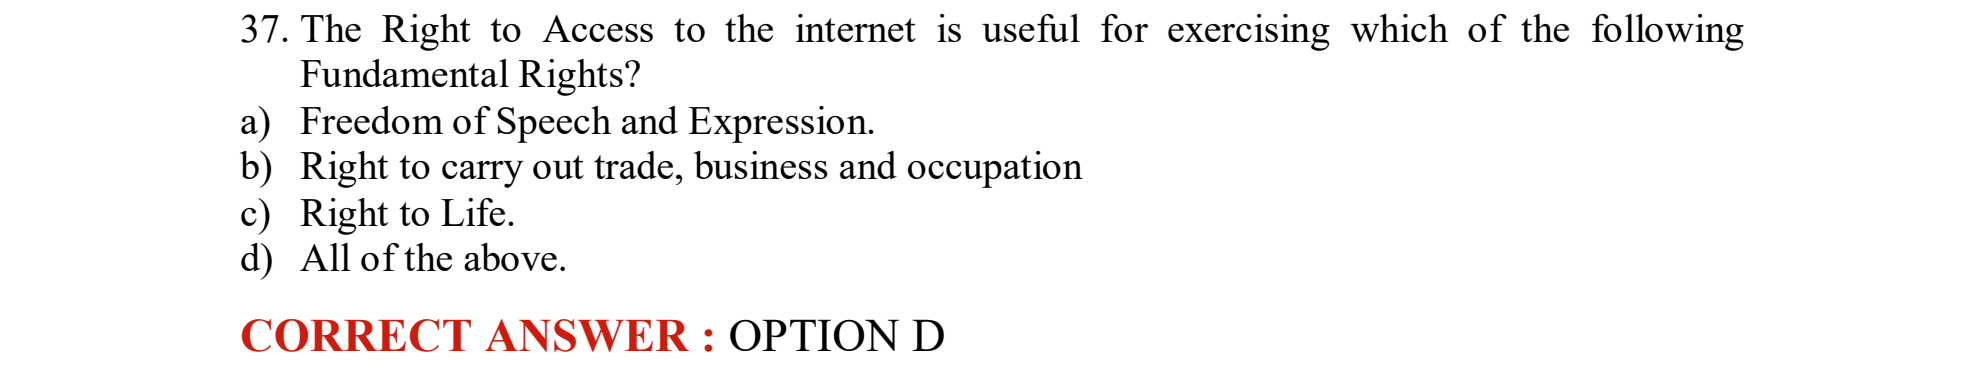 37. The Right to Access to the internet is useful for exercising which of the following
Fundamental Rights?
a) Freedom of Speech and Expression.
b) Right to carry out trade, business and occupation
c) Right to Life.
d) All of the above.
CORRECT ANSWER : OPTION D